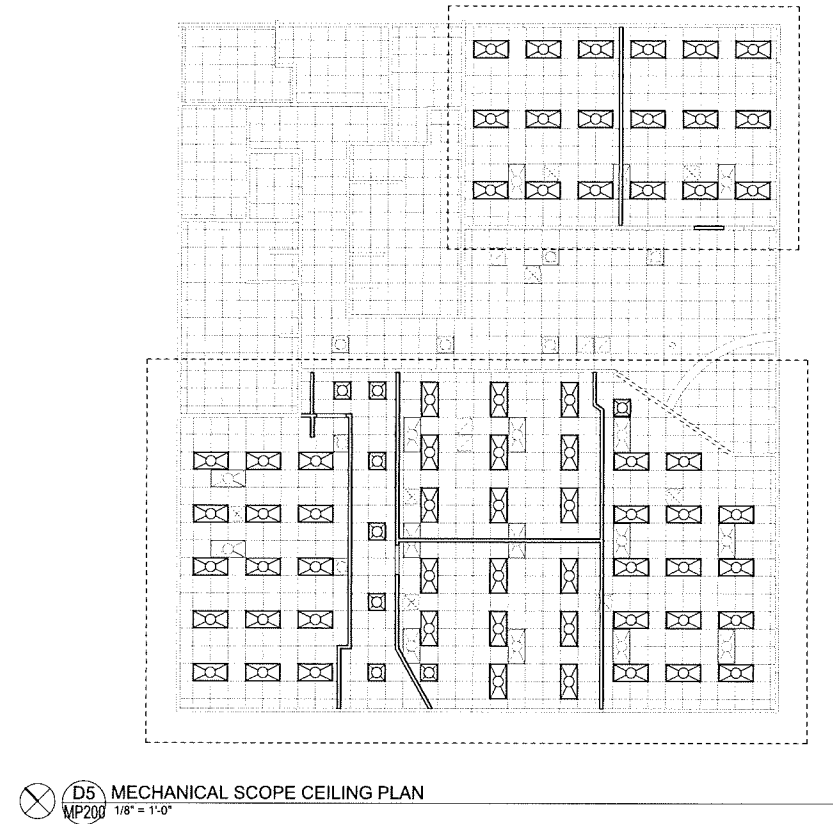 D5 MECHANICAL SCOPE CEILING PLAN
MP200 1/8" = 1'-0"